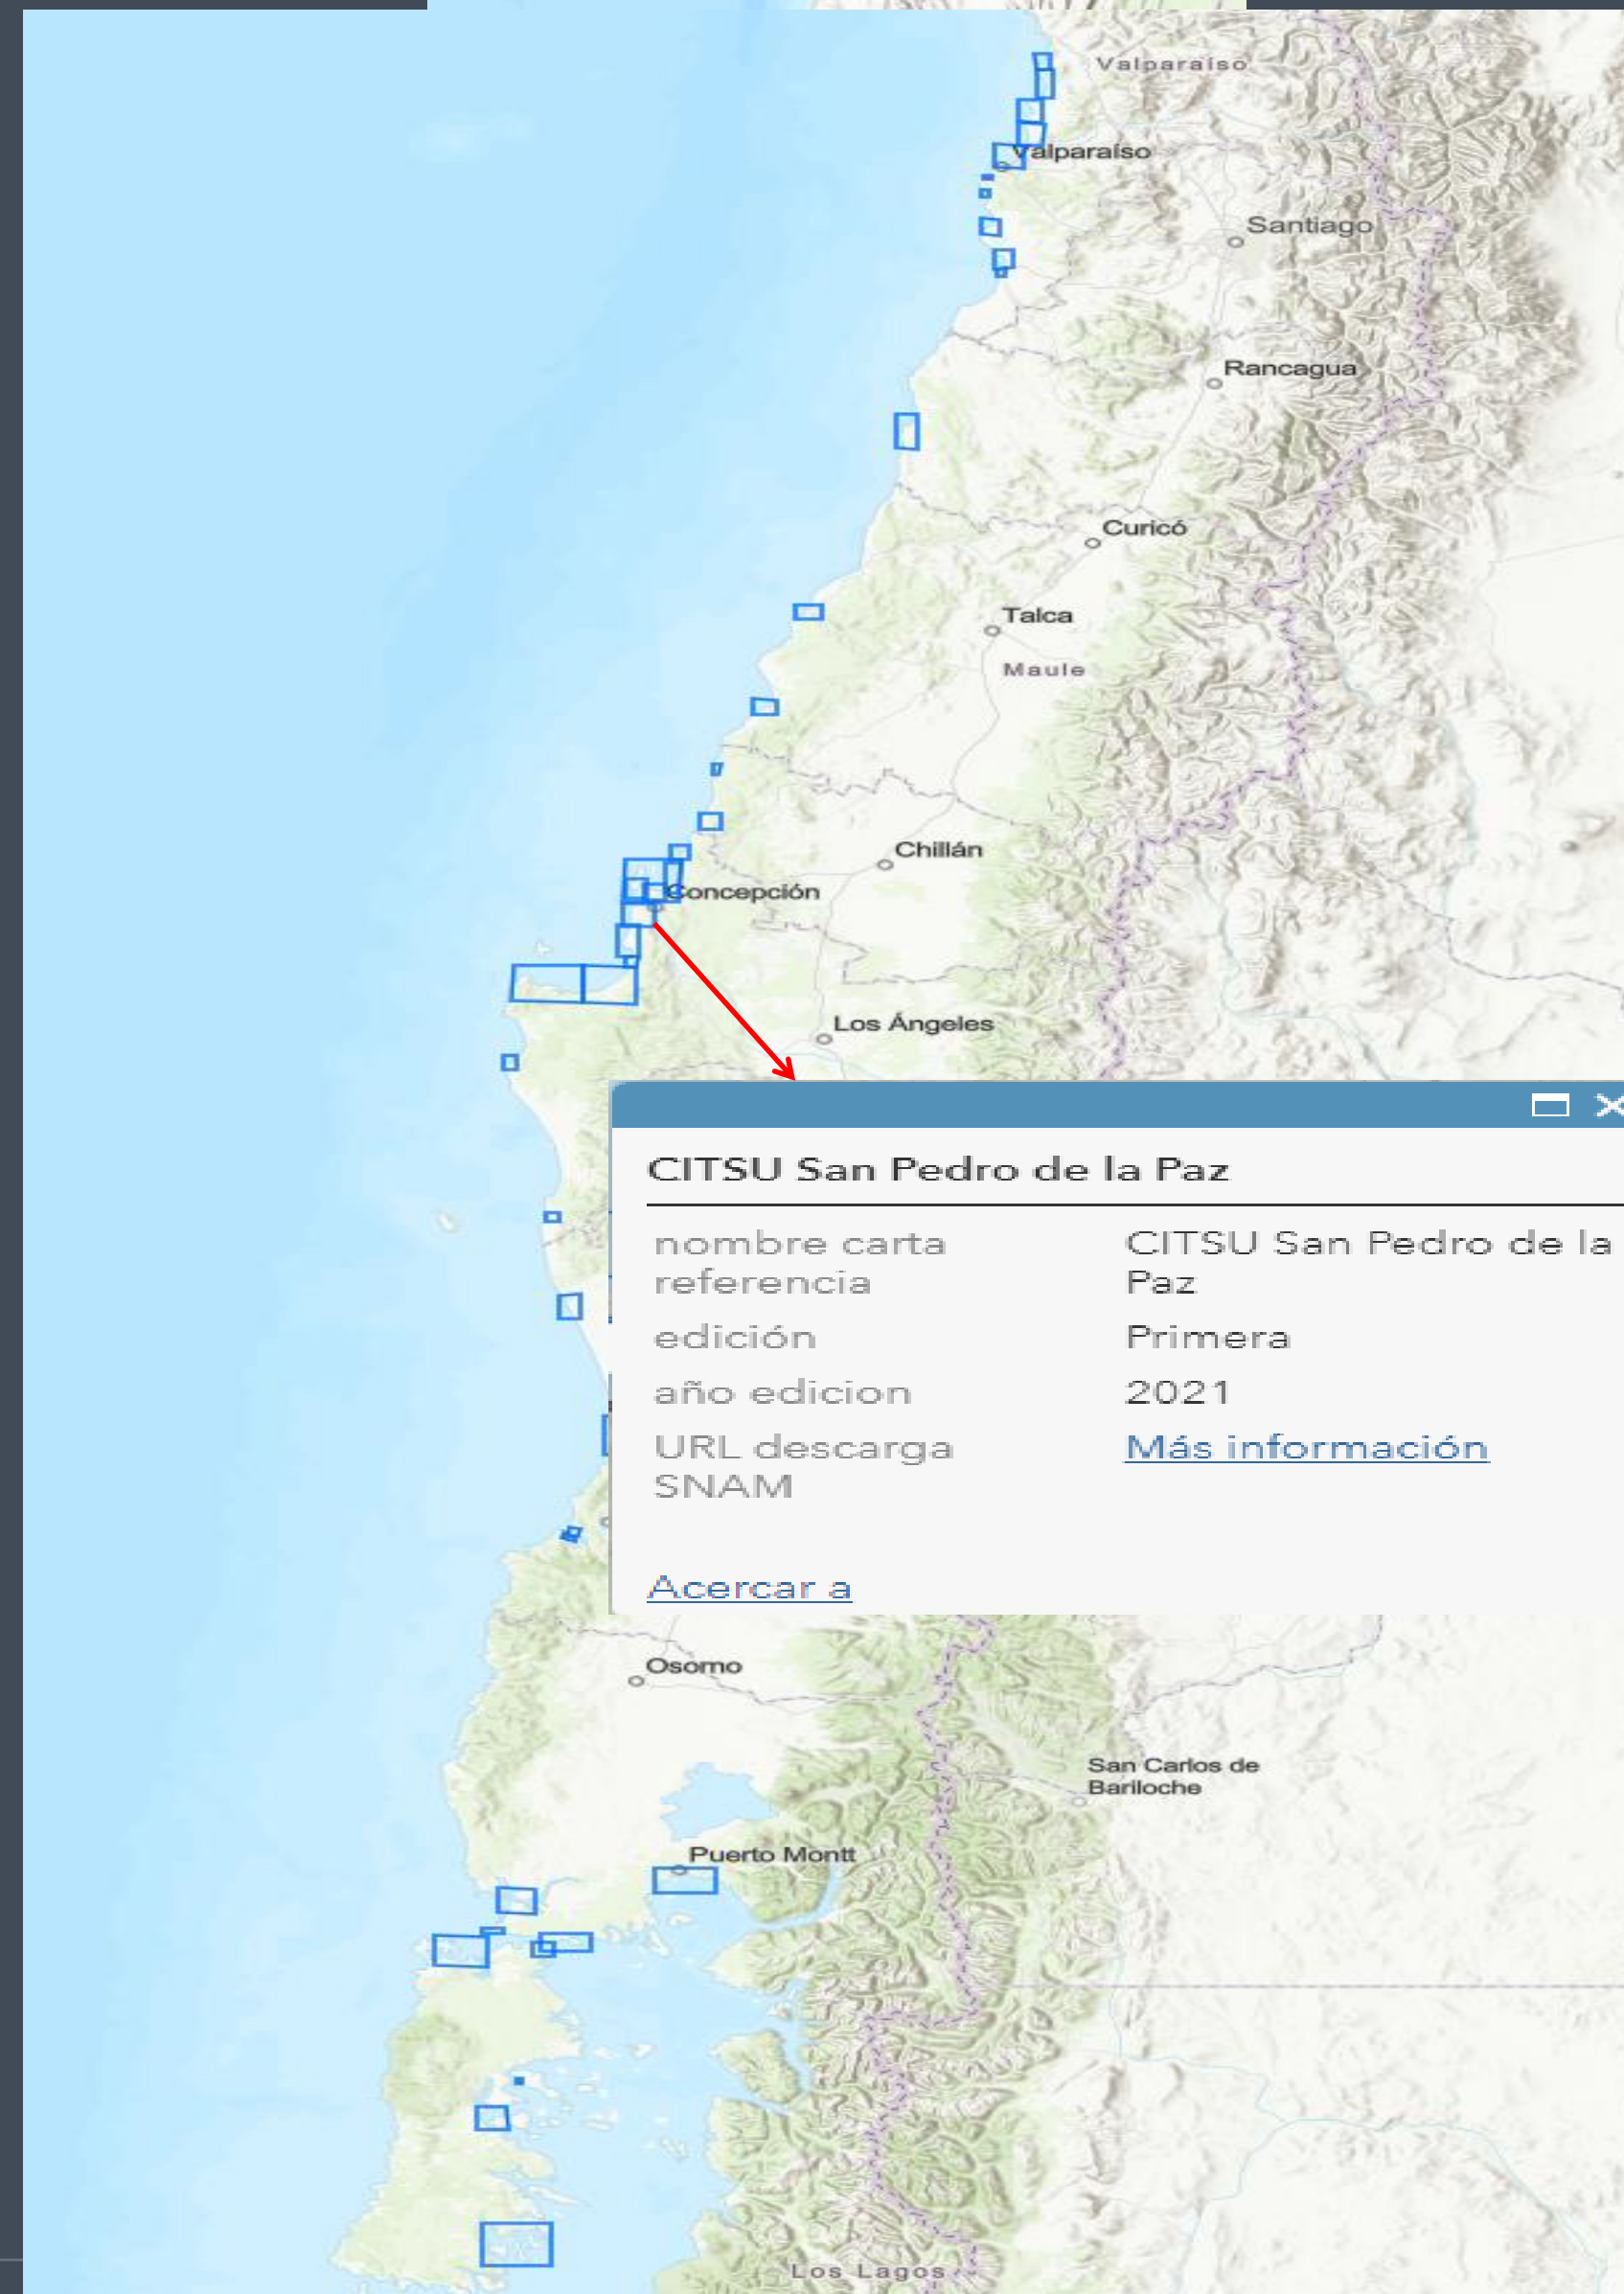 Valparaíso
Valparaíso
Santiago
Rancagua
Curicó
Talca
Maule
Chillán
Concepción
Los Ángeles
CITSU San Pedro de la Paz
nombre carta referencia
CITSU San Pedro de la Paz
edición
Primera
año edicion
2021
URL descarga SNAM
Más información
Acercar a
Osorno
San Carlos de
Bariloche
Puerto Montt
Los Lagos